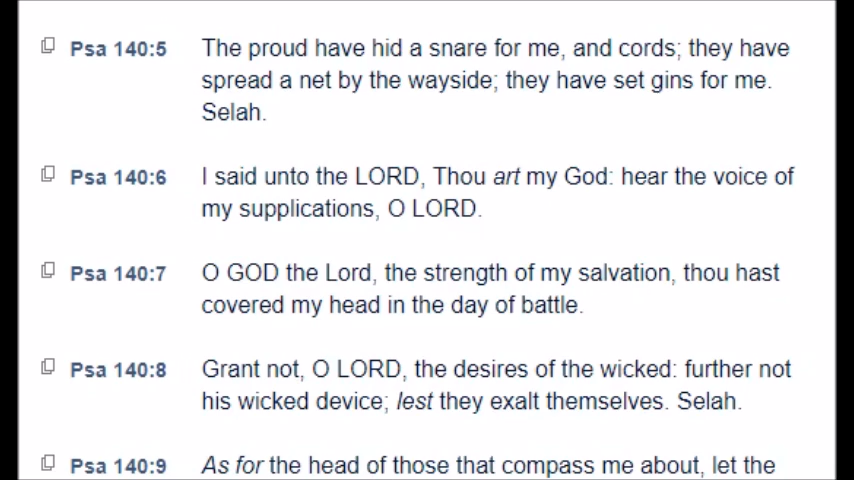 Psa 140:5 The proud have hid a snare for me, and cords; they have
spread a net by the wayside; they have set gins for me.
Selah.
Psa 140:6 I said unto the LORD, Thou art my God: hear the voice of
my supplications, O LORD.
Psa 140:7 O GOD the Lord, the strength of my salvation, thou hast
covered my head in the day of battle.
Psa 140:8 Grant not, O LORD, the desires of the wicked: further not
his wicked device; lest they exalt themselves. Selah.
Psa 140:9 As for the head of those that compass me about, let the